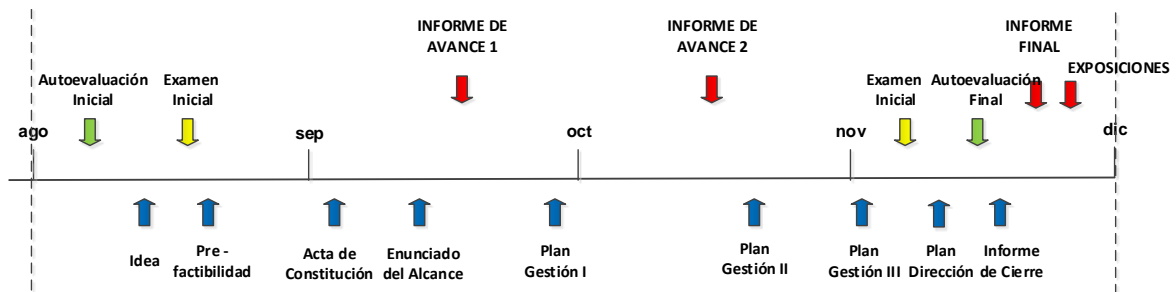 INFORME DE
AVANCE 1
INFORME DE
AVANCE 2
INFORME
FINAL
EXPOSICIONES
Autoevaluación
Inicial
Examen
Inicial
Examen
Inicial
Autoevaluación
Final
ago
sep
oct
nov
dic
Idea
Pre -
factibilidad
Acta de
Constitución
Enunciado
del Alcance
Plan
Gestión I
Plan
Gestión II
Plan
Gestión III
Plan
Dirección
Informe
de Cierre